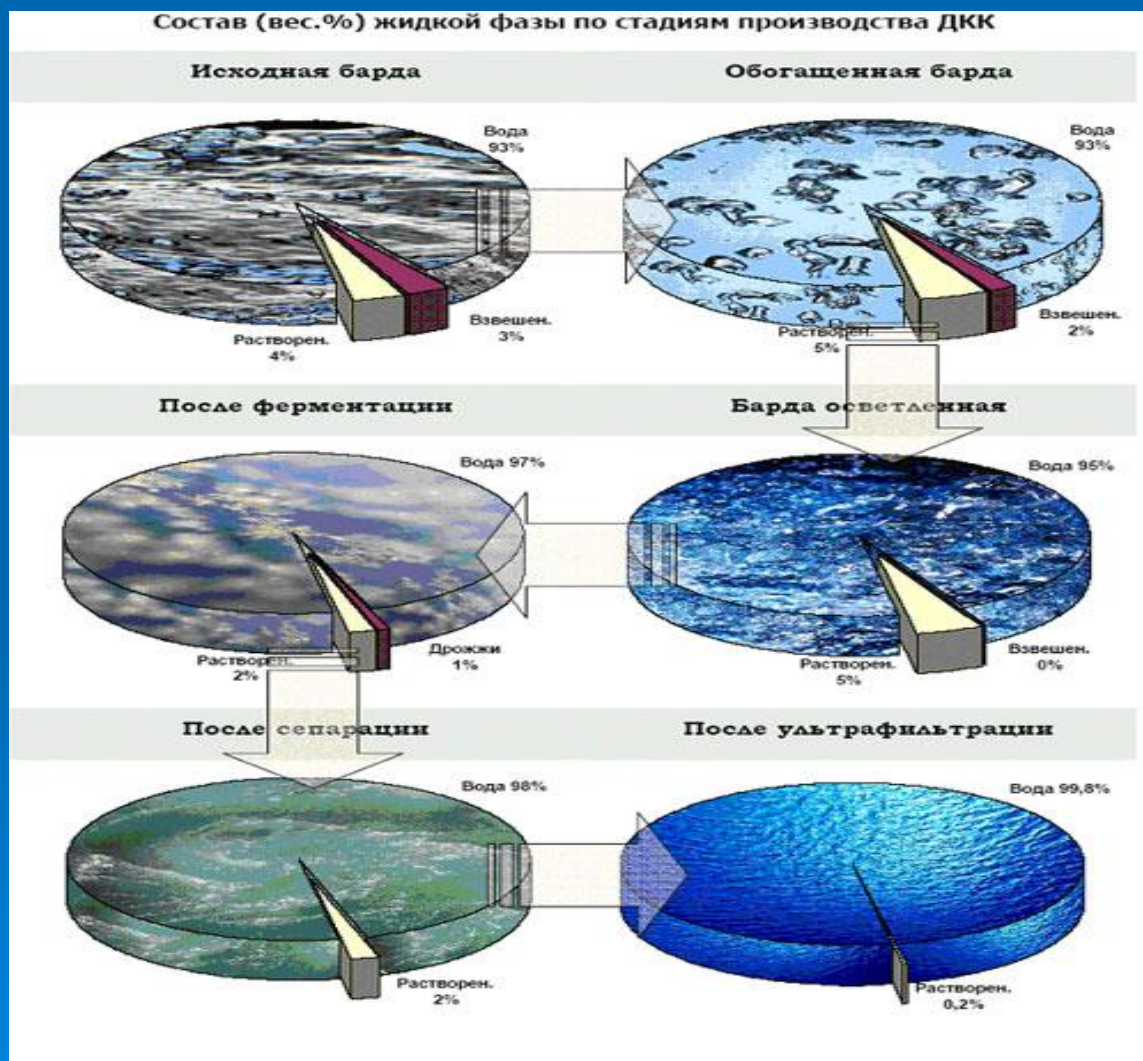 Состав (вес.%) жидкой фазы по стадиям производства ДКК
Исходная барда
Обогащенная барда
Вода
93%
Вода
93%
Взвешен.
3%
Растворен.
4%
Взвешен.
2%
Растворен.
5%
После ферментации
Барда осветленная
Вода 97%
Вода 95%
Дрожжи
1%
Растворен.
2%
Взвешен.
0%
Растворен.
5%
После сепарации
После ультрафильтрации
Вода 98%
Вода 99,8%
Растворен.
2%
Растворен.
0,2%